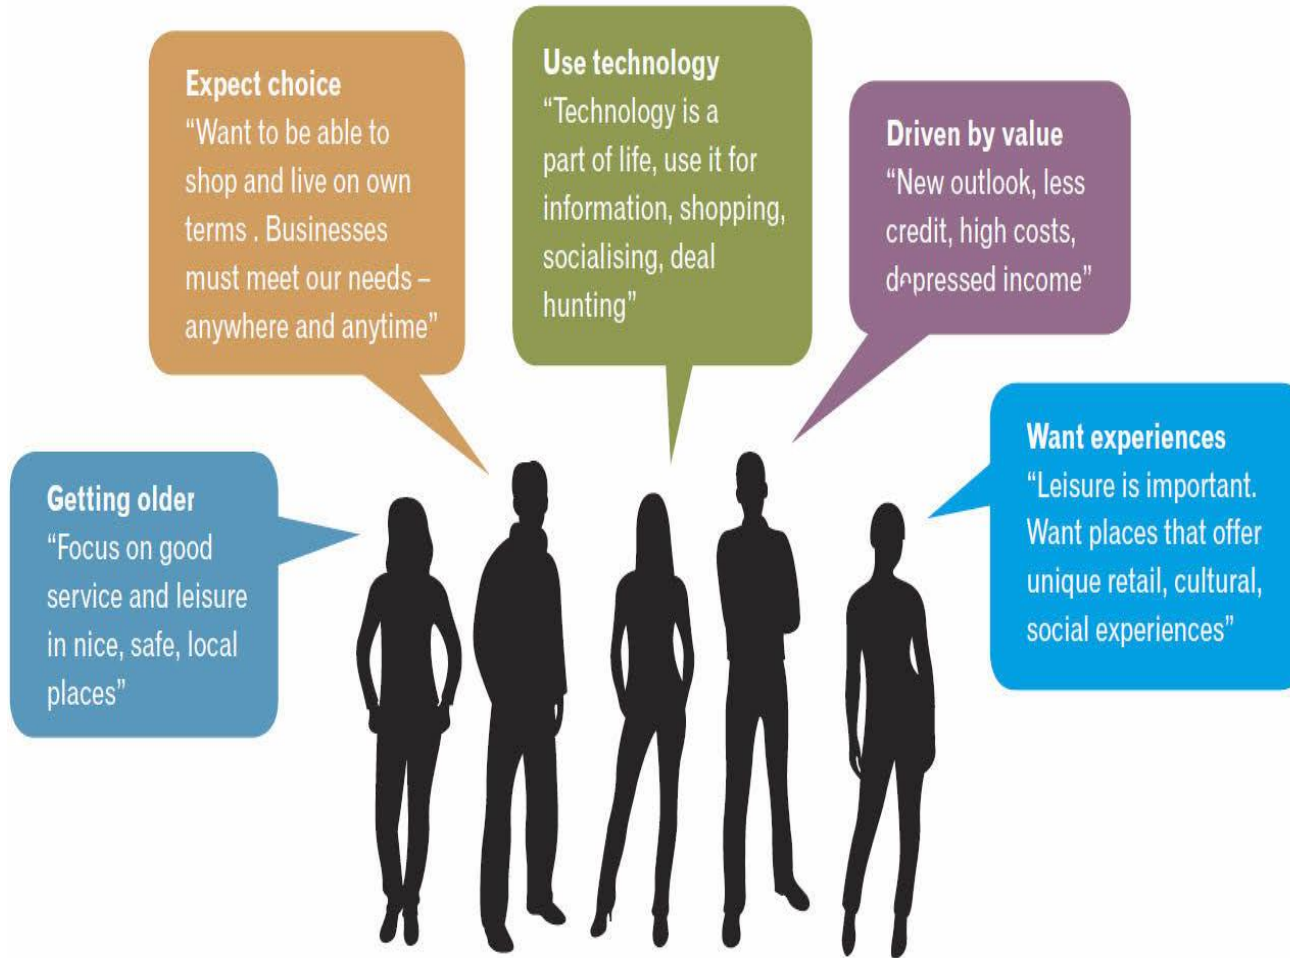 Expect choice
“Want to be able to
shop and live on own
terms . Businesses
must meet our needs –
anywhere and anytime”
Use technology
“Technology is a
part of life, use it for
information, shopping,
socialising, deal
hunting”
Driven by value
“New outlook, less
credit, high costs,
depressed income”
Getting older
“Focus on good
service and leisure
in nice, safe, local
places”
Want experiences
“Leisure is important.
Want places that offer
unique retail, cultural,
social experiences”